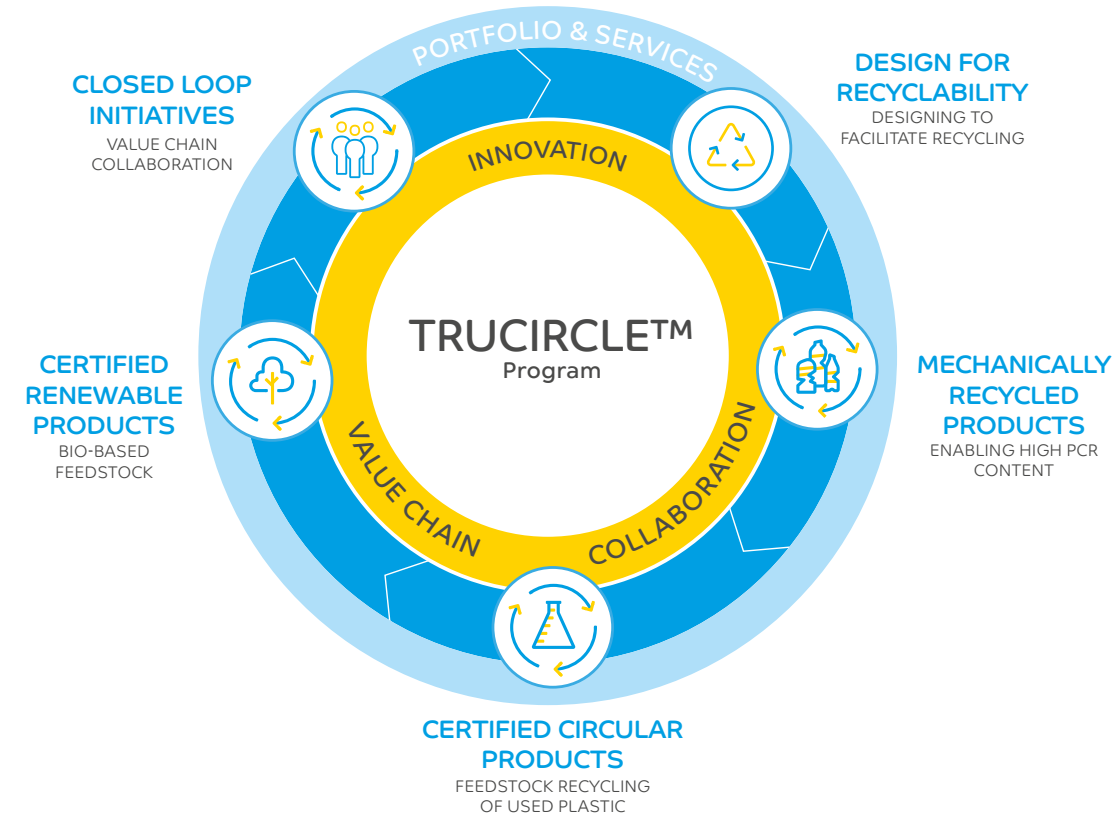 PORTFOLIO & SERVICES
CLOSED LOOP
INITIATIVES
VALUE CHAIN
COLLABORATION
DESIGN FOR
RECYCLABILITY
DESIGNING TO
FACILITATE RECYCLING
INNOVATION
TRUCIRCLE™
Program
CERTIFIED
RENEWABLE
PRODUCTS
BIO-BASED
FEEDSTOCK
MECHANICALLY
RECYCLED
PRODUCTS
ENABLING HIGH PCR
CONTENT
VALUE CHAIN
COLLABORATION
CERTIFIED CIRCULAR
PRODUCTS
FEEDSTOCK RECYCLING
OF USED PLASTIC